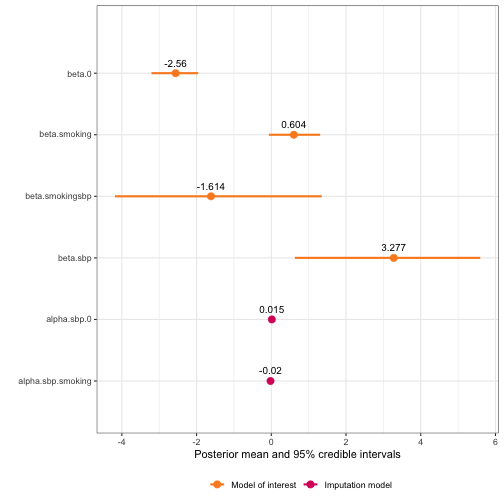 beta.0
-2.56
beta.smoking
0.604
beta.smokingsbp
-1.614
beta.sbp
3.277
alpha.sbp.0
0.015
alpha.sbp.smoking
-0.02
-4 -2 0 2 4 6
Posterior mean and 95% credible intervals
Model of interest Imputation model